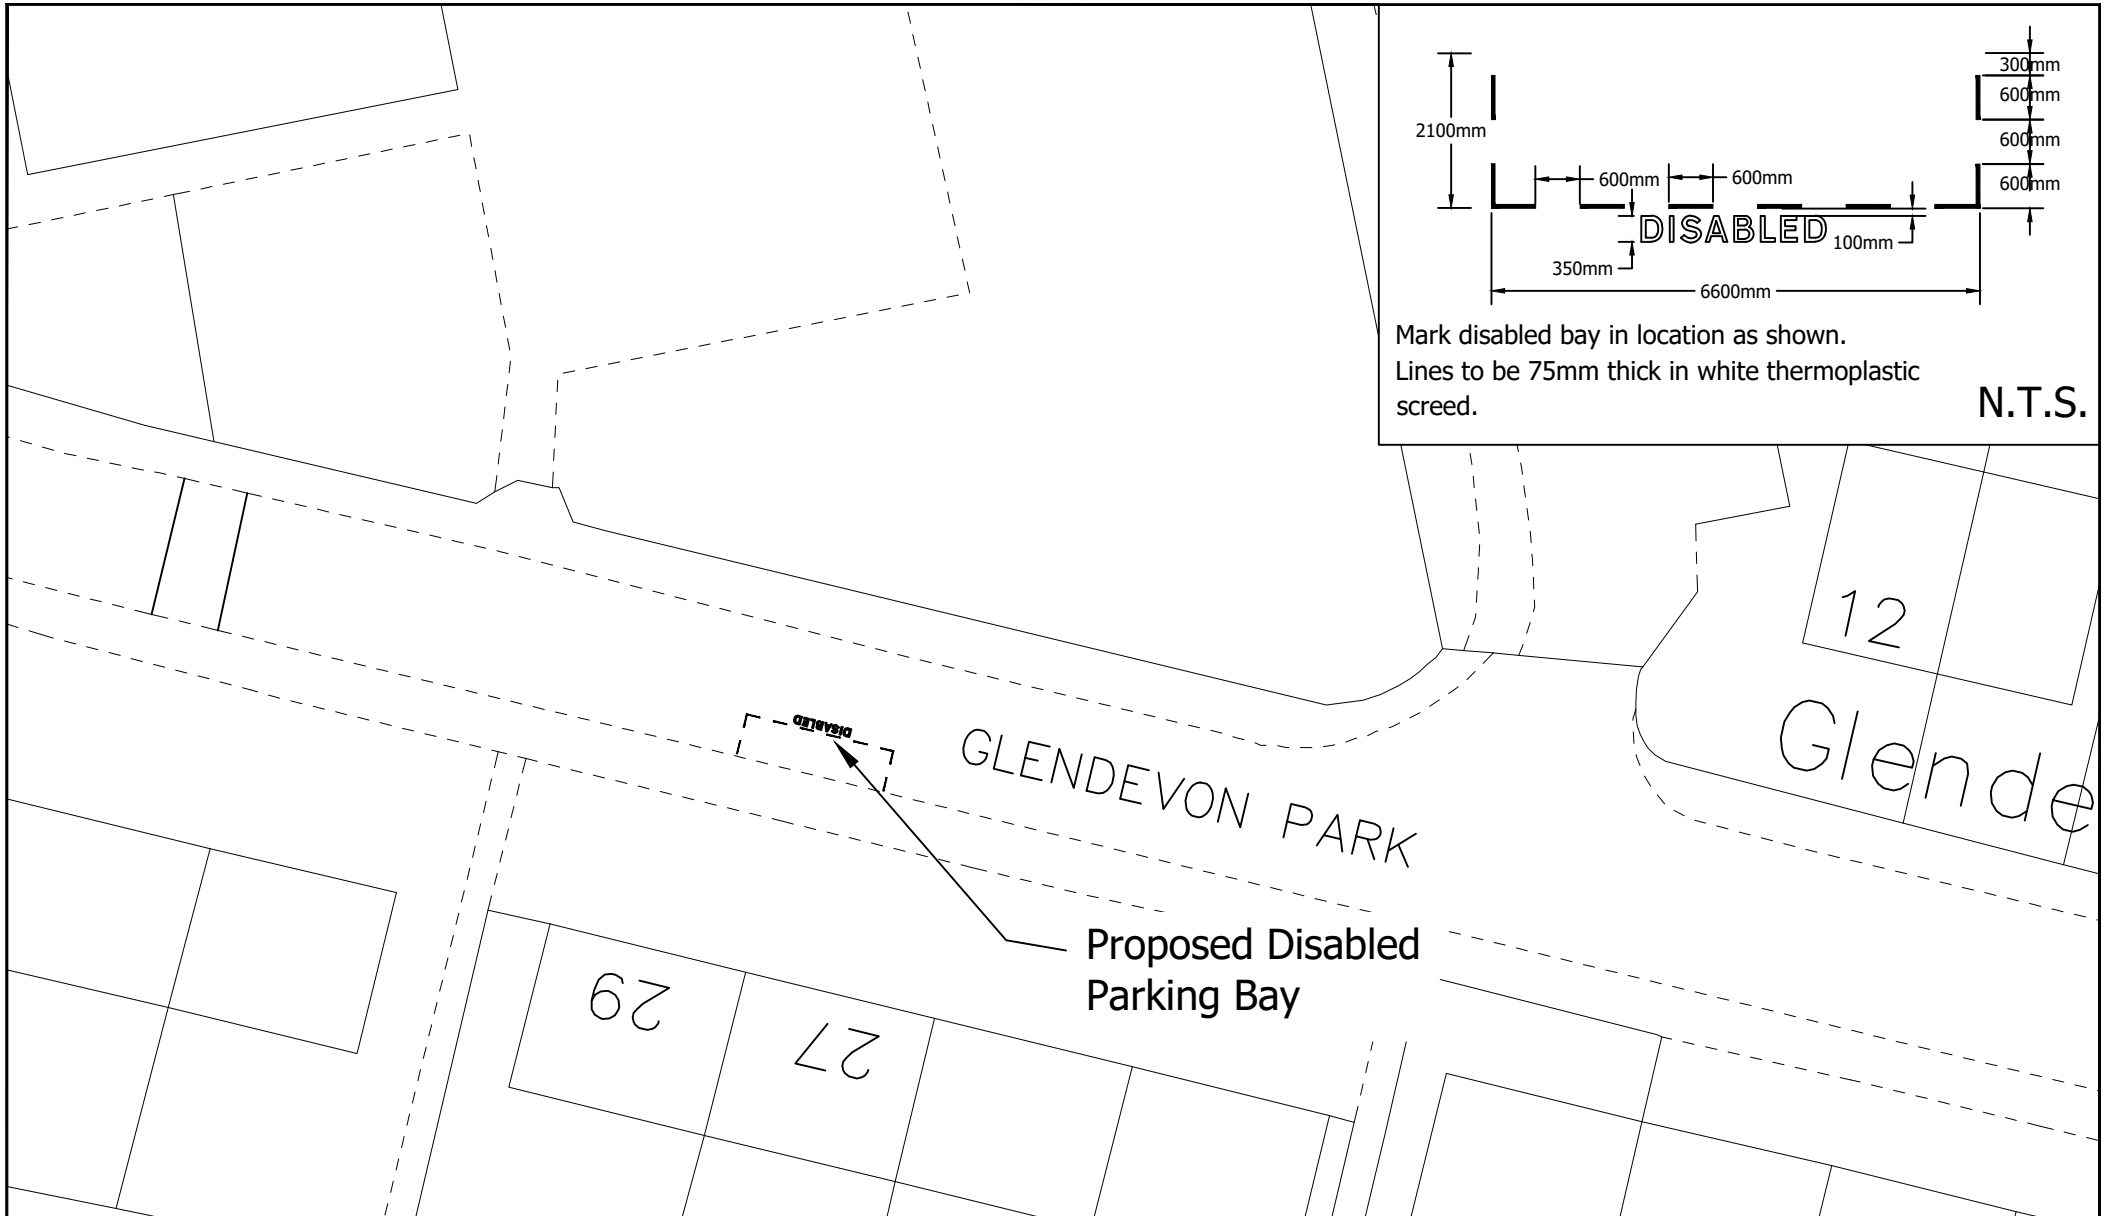 300mm
600mm
2100mm
600mm
600mm
600mm
600mm
DISABLED
100mm
350mm
6600mm
Mark disabled bay in location as shown.
Lines to be 75mm thick in white thermoplastic
screed.
N.T.S.
12
Glende
DISABLED
GLENDEVON PARK
Proposed Disabled
Parking Bay
29
27